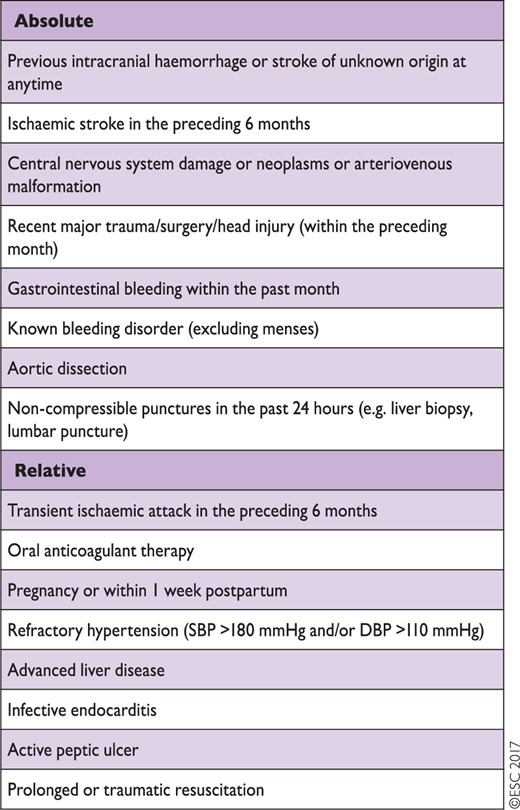 Absolute
Previous intracranial haemorrhage or stroke of unknown origin at
anytime
Ischaemic stroke in the preceding 6 months
Central nervous system damage or neoplasms or arteriovenous
malformation
Recent major trauma/surgery/head injury (within the preceding
month)
Gastrointestinal bleeding within the past month
Known bleeding disorder (excluding menses)
Aortic dissection
Non-compressible punctures in the past 24 hours (e.g. liver biopsy,
lumbar puncture)
Relative
Transient ischaemic attack in the preceding 6 months
Oral anticoagulant therapy
Pregnancy or within 1 week postpartum
Refractory hypertension (SBP >180 mmHg and/or DBP >110 mmHg)
Advanced liver disease
Infective endocarditis
Active peptic ulcer
Prolonged or traumatic resuscitation
©ESC 2017